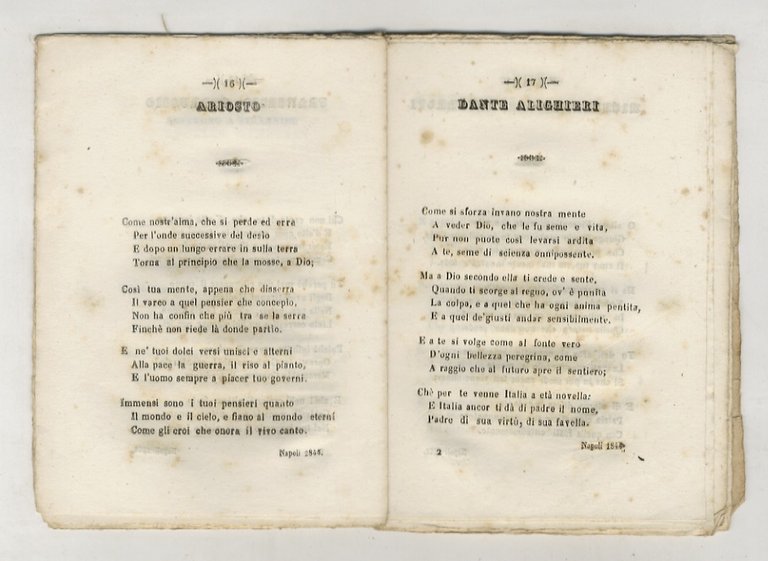 —)( 16 )(—
ARIOSTO
Come nostr'alma, che si perde ed erra
Per l'onde successive del desìo
E dopo un lungo errare in sulla terra
Torna al principio che la mosse, a Dio;
Così tua mente, appena che disserra
Il varco a quel pensier che concepìo,
Non ha confin che più tra se la serra
Finchè non riede là donde partìo.
E ne' tuoi dolci versi unisci e alterni
Alla pace la guerra, il riso al pianto,
E l'uomo sempre a piacer tuo governi.
Immensi sono i tuoi pensieri quanto
Il mondo e il cielo, e fiano al mondo eterni
Come gli eroi che onora il vivo canto.
Napoli
—)( 17 )(—
DANTE ALIGHIERI
Come si sforza invano nostra mente
A veder Dio, che le fu seme e vita,
Pur non puote così levarsi ardita
A te, seme di scienza onnipossente.
Ma a Dio secondo ella ti crede e sente,
Quando ti scorge al regno, ov' è punita
La colpa, e a quel che ha ogni anima pentita,
E a quel de'giusti andar sensibilmente.
E a te si volge come al fonte vero
D'ogni bellezza peregrina, come
A raggio che al futuro apre il sentiero;
Chè per te venne Italia a età novella:
E Italia ancor ti dà di padre il nome,
Padre di sua virtù, di sua favella.
Napoli
2